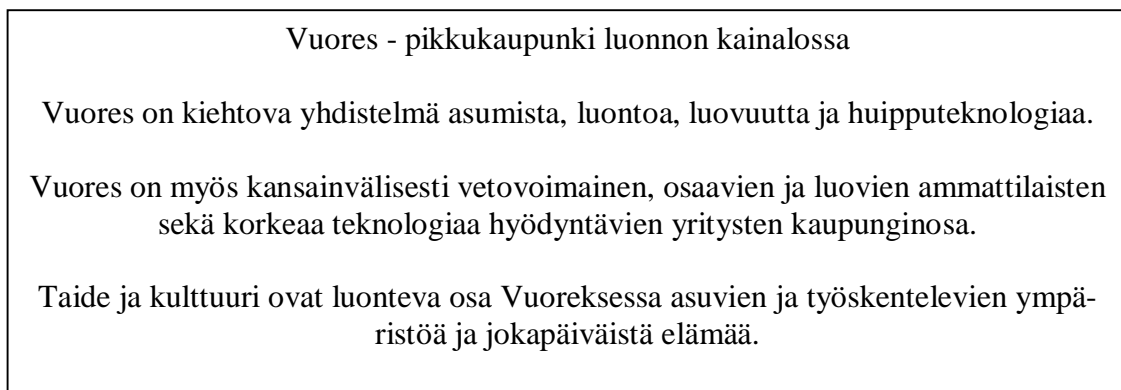 Vuores - pikkukaupunki luonnon kainalossa
Vuores on kiehtova yhdistelmä asumista, luontoa, luovuutta ja huipputeknologiaa.
Vuores on myös kansainvälisesti vetovoimainen, osaavien ja luovien ammattilaisten
sekä korkeaa teknologiaa hyödyntävien yritysten kaupunginosa.
Taide ja kulttuuri ovat luonteva osa Vuoreksessa asuvien ja työskentelevien ympä-
ristöä ja jokapäiväistä elämää.